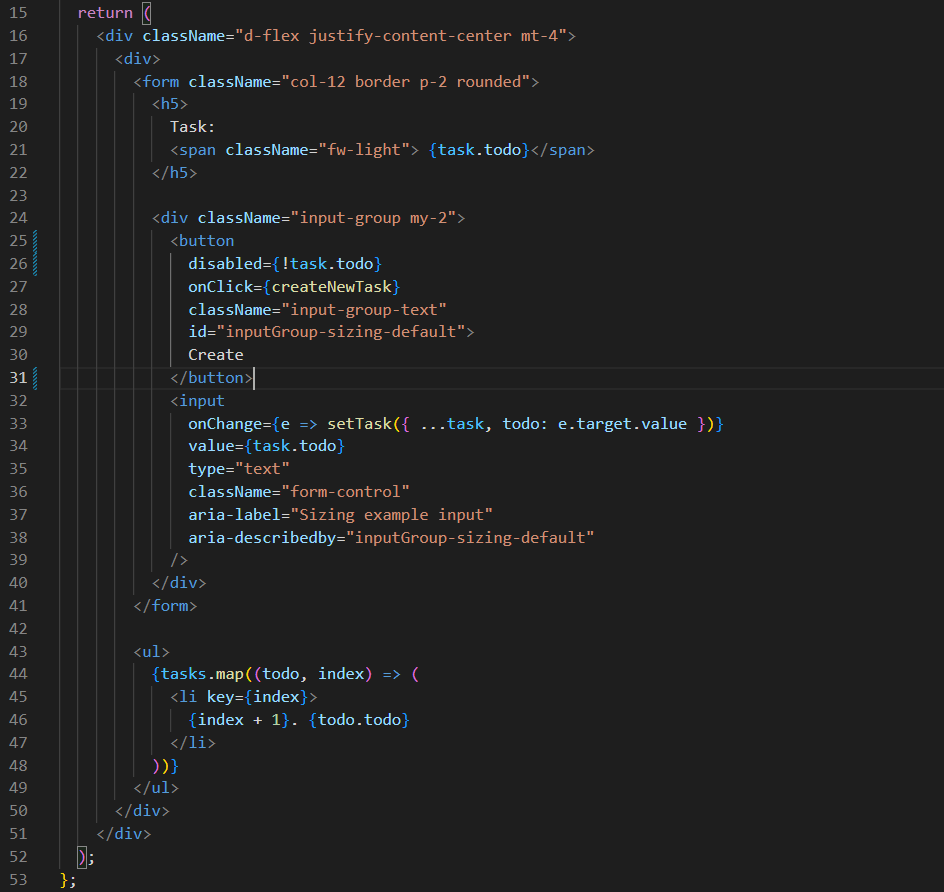 15 return (
16 <div className="d-flex justify-content-center mt-4">
17 <div>
18 <form className="col-12 border p-2 rounded">
19 <h5>
20 Task:
21 <span className="fw-light"> {task.todo}</span>
22 </h5>
23
24 <div className="input-group my-2">
25 <button
26 disabled={!task.todo}
27 onClick={createNewTask}
28 className="input-group-text"
29 id="inputGroup-sizing-default">
30 Create
31 </button>
32 <input
33 onChange={e => setTask({ ...task, todo: e.target.value })}
34 value={task.todo}
35 type="text"
36 className="form-control"
37 aria-label="Sizing example input"
38 aria-describedby="inputGroup-sizing-default"
39 />
40 </div>
41 </form>
42
43 <ul>
44 {tasks.map((todo, index) => (
45 <li key={index}>
46 {index + 1}. {todo.todo}
47 </li>
48 ))}
49 </ul>
50 </div>
51 </div>
52 );
53 };